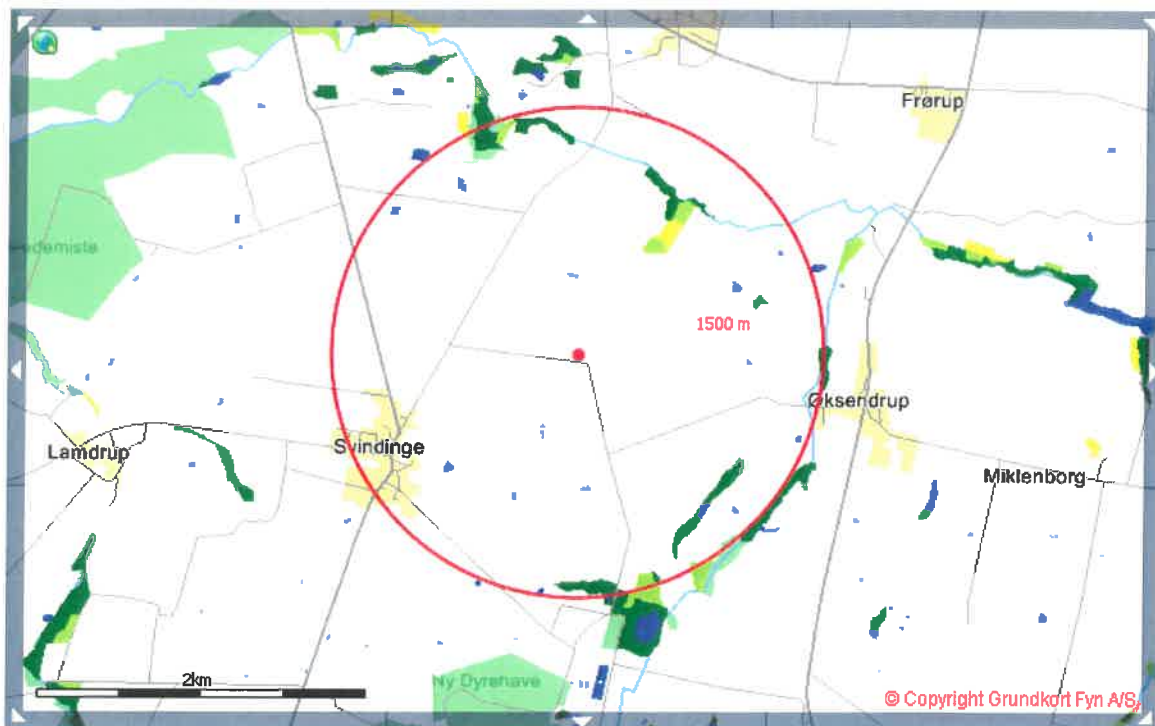 Frørup
1500 m
Øksendrup
Svindinge
Lamdrup
Miklenborg
2km
Ny Dyrehave
© Copyright Grundkort Fyn A/S